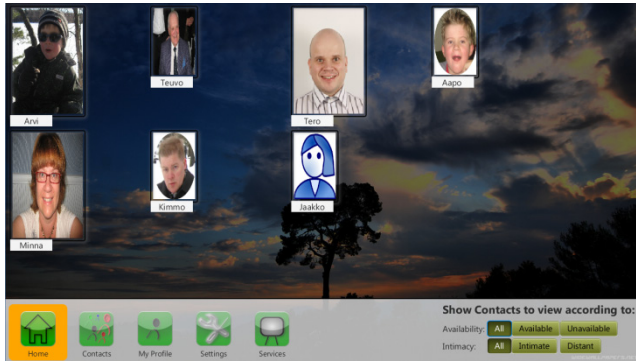 Teuvo
Aapo
Arvi
Tero
Kimmo
Jaakko
Minna
Show Contacts to view according to:
Availability: All Available Unavailable
Intimacy: All Intimate Distant
Home Contacts My Profile Settings Services